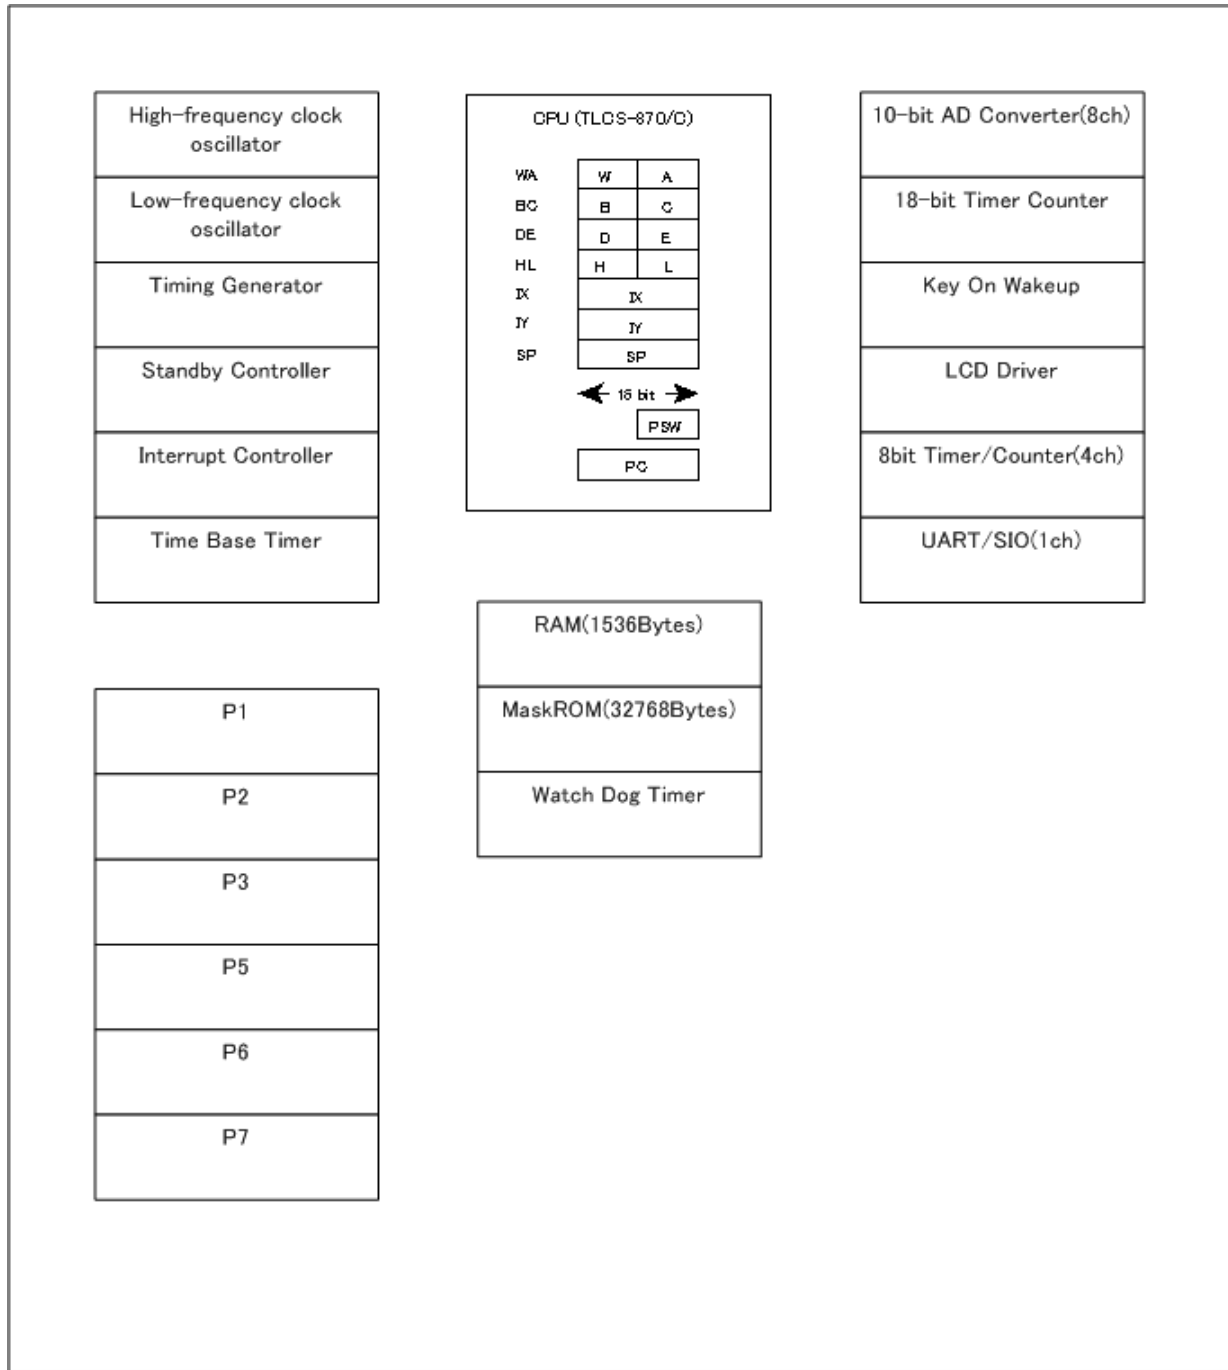 High-frequency clock
oscillator
Low-frequency clock
oscillator
Timing Generator
Standby Controller
Interrupt Controller
Time Base Timer
CPU (TLCS-870/C)
WA W A
BC B C
DE D E
HL H L
IX IX
IY IY
SP SP
16 bit
PSW
PC
10-bit AD Converter(8ch)
18-bit Timer Counter
Key On Wakeup
LCD Driver
8bit Timer/Counter(4ch)
UART/SIO(1ch)
RAM(1536Bytes)
MaskROM(32768Bytes)
Watch Dog Timer
P1
P2
P3
P5
P6
P7